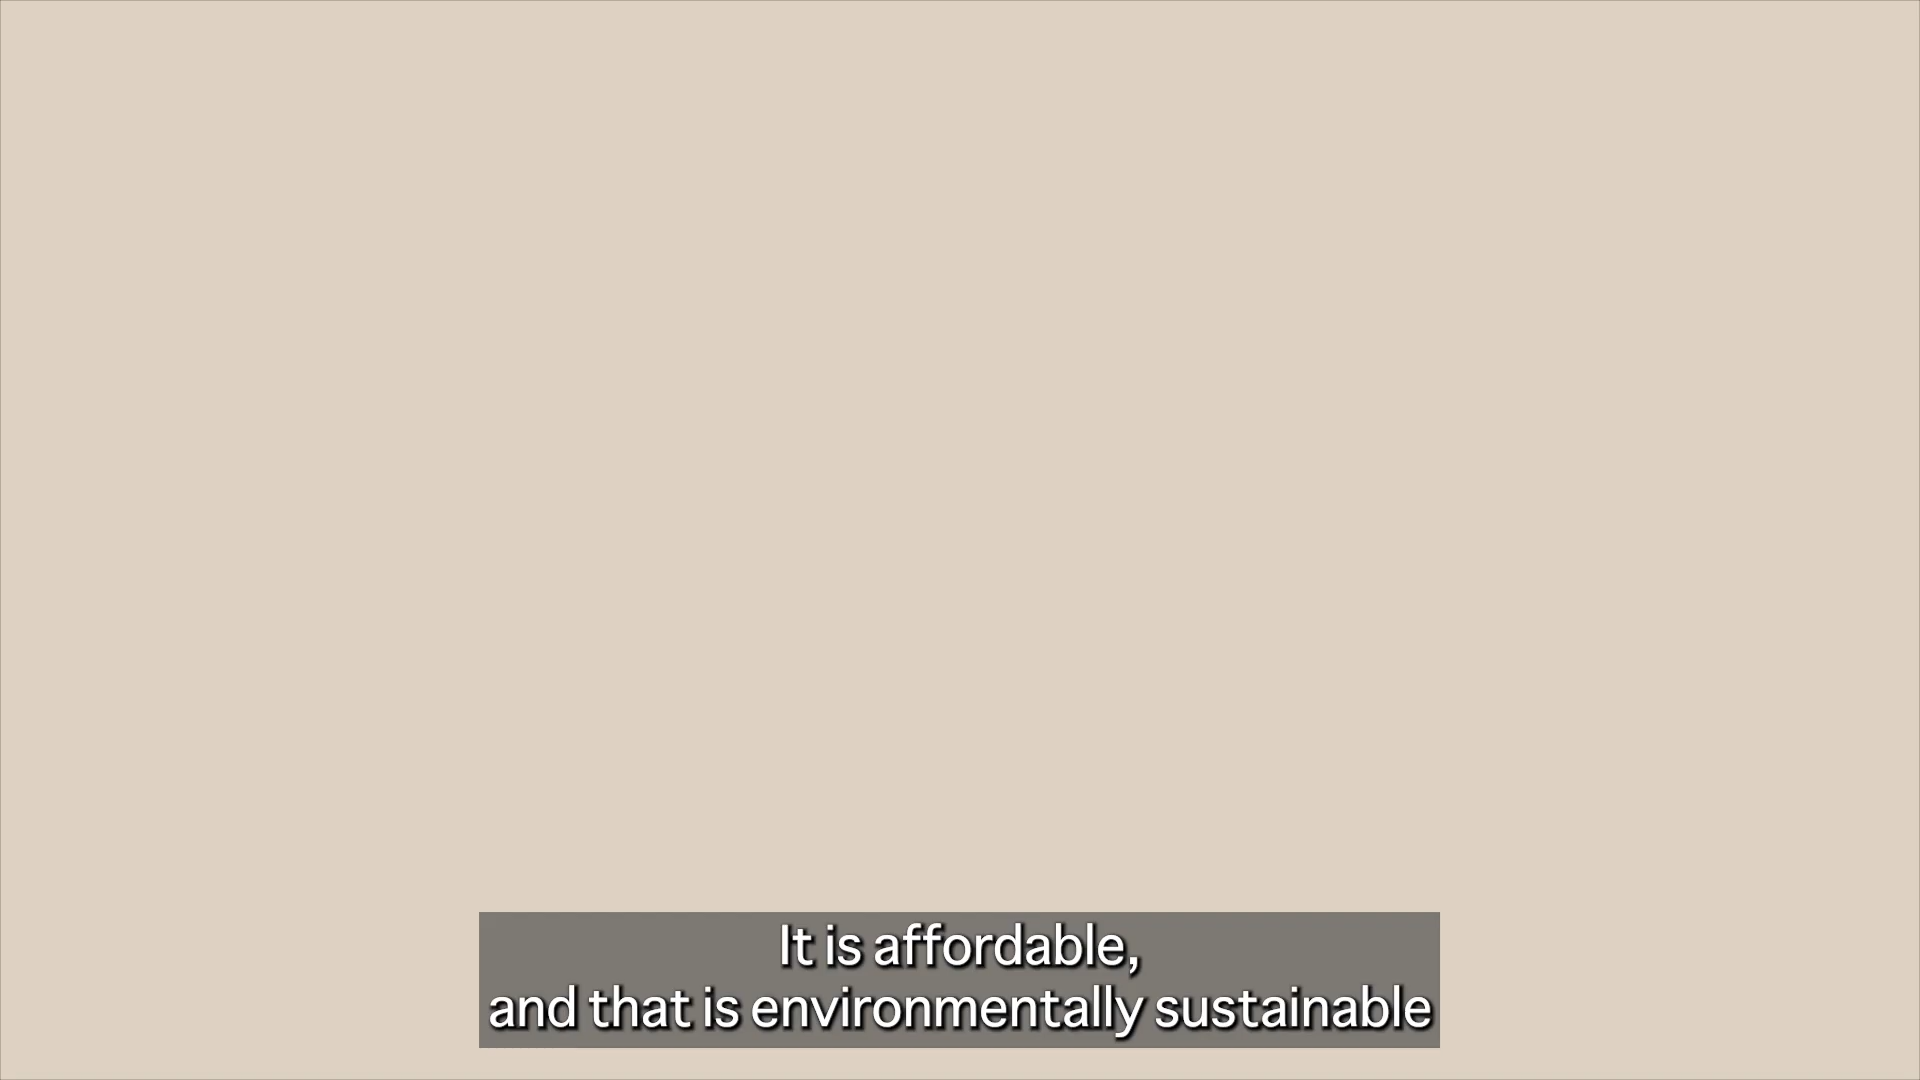 It is affordable,
and that is environmentally sustainable